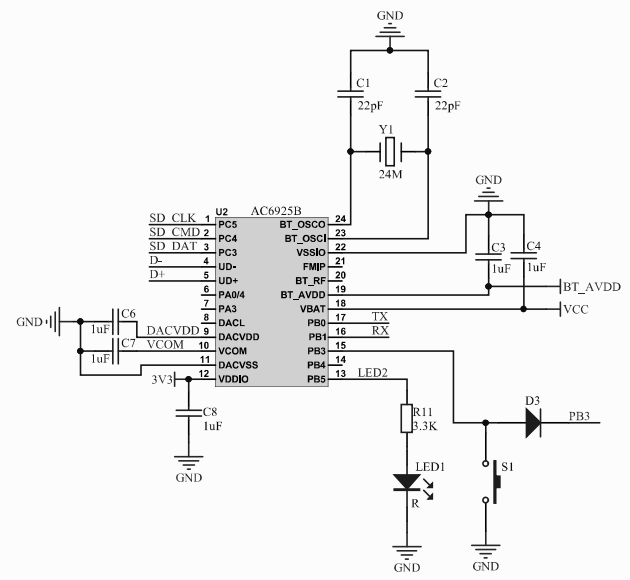 GND
C1
C2
22pF
22pF
Y1
24M
U2
AC6925B
GND
SD_CLK 1 PC5 BT_OSCO 24
SD_CMD 2 PC4 BT_OSCI 23
SD_DAT 3 PC3 VSSIO 22
D- 4 UD- FMIP 21
D+ 5 UD+ BT_RF 20
6 PA0/4 BT_AVDD 19
7 PA3 VBAT 18
8 DACL PB0 17 TX
DACVDD 9 DACVDD PB1 16 RX
VCOM 10 VCOM PB3 15
11 DACVSS PB4 14
3V3 12 VDDIO PB5 13 LED2
C3
1uF
C4
1uF
BT_AVDD
VCC
GND
C6
1uF
C7
1uF
C8
1uF
GND
R11
3.3K
LED1
R
GND
D3
PB3
S1
GND